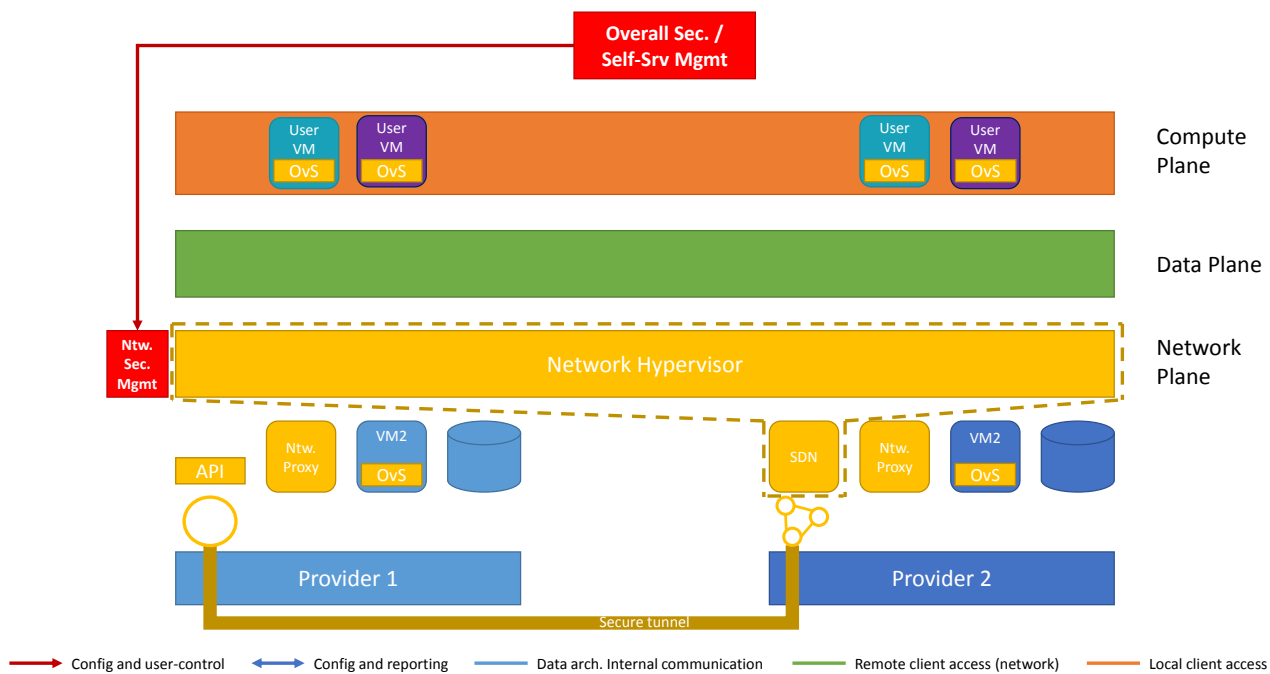 Overall Sec. /
Self-Srv Mgmt
User
VM
OvS
User
VM
OvS
User
VM
OvS
User
VM
OvS
Compute
Plane
Data Plane
Ntw.
Sec.
Mgmt
Network Hypervisor
Network
Plane
API
Ntw.
Proxy
VM2
OvS
SDN
Ntw.
Proxy
VM2
OvS
Provider 1
Provider 2
Secure tunnel
Config and user-control
Config and reporting
Data arch. Internal communication
Remote client access (network)
Local client access